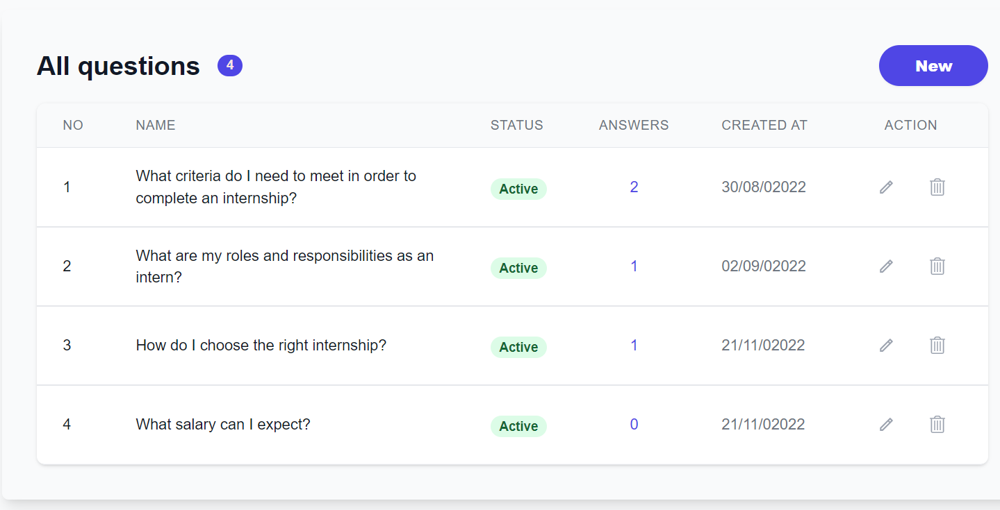 All questions 4
New
NO NAME STATUS ANSWERS CREATED AT ACTION
1 What criteria do I need to meet in order to
complete an internship? Active 2 30/08/02022
2 What are my roles and responsibilities as an
intern? Active 1 02/09/02022
3 How do I choose the right internship? Active 1 21/11/02022
4 What salary can I expect? Active 0 21/11/02022